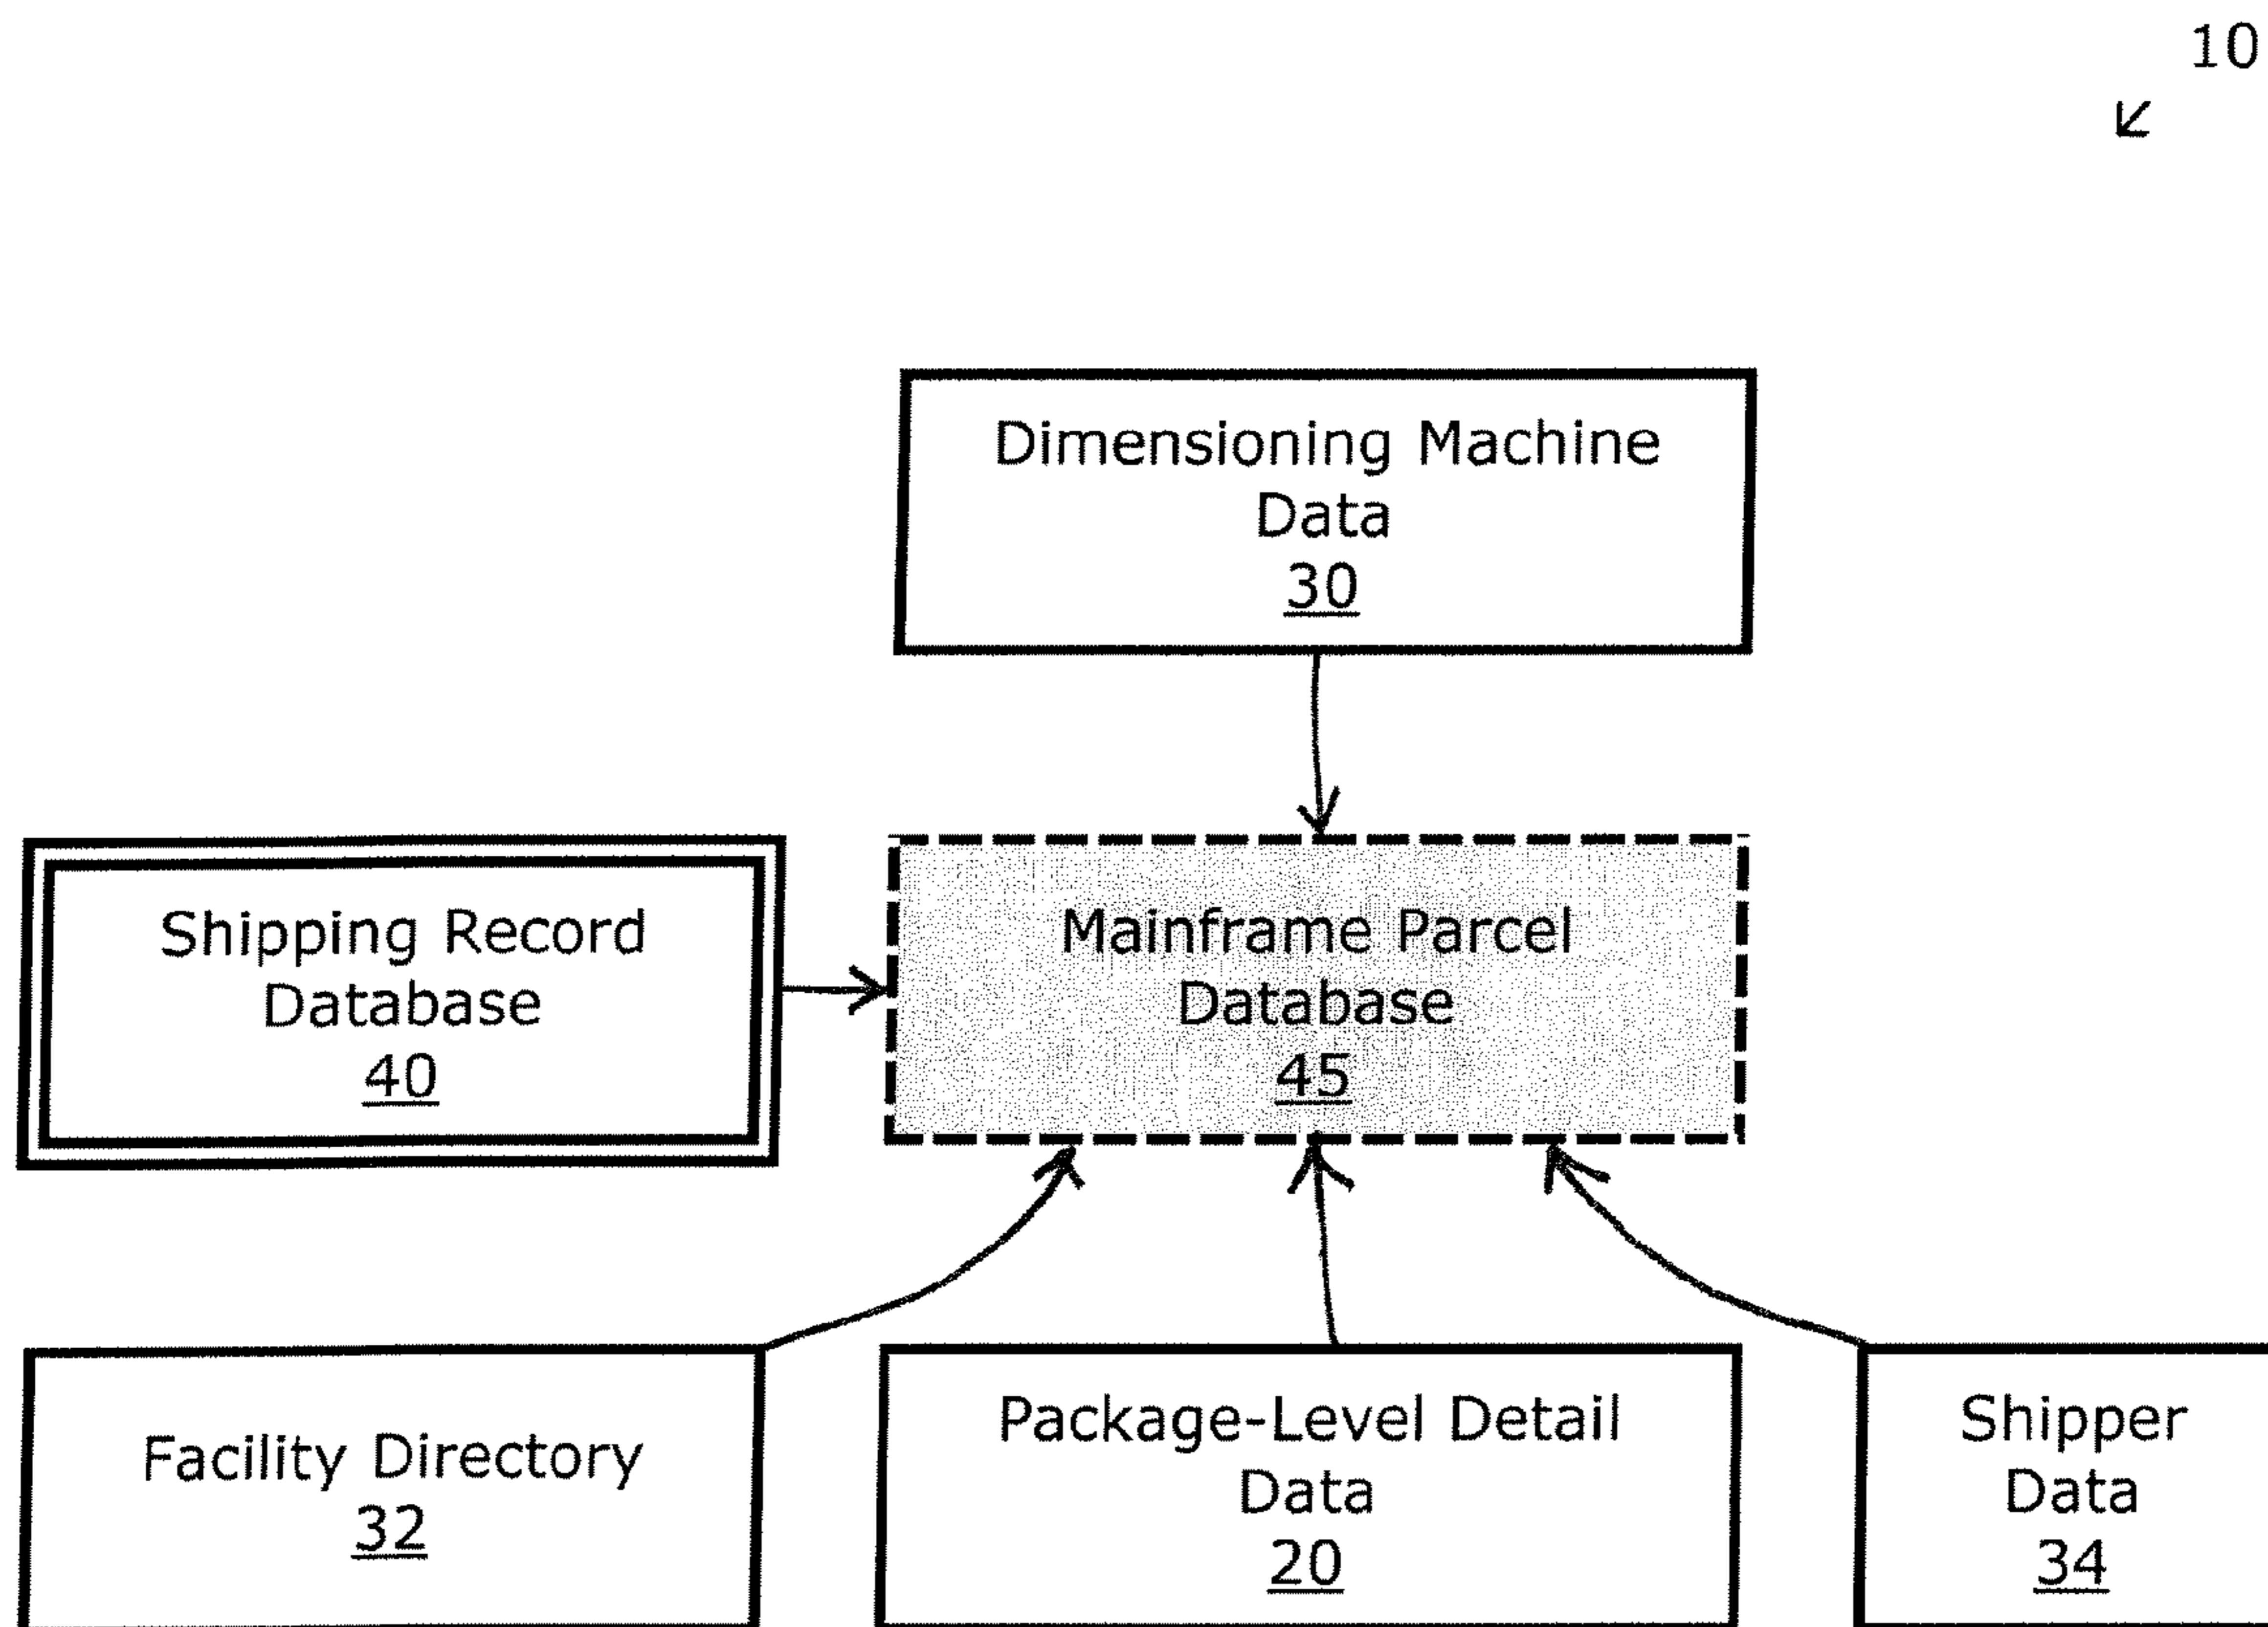 10
Dimensioning Machine
Data
30
Shipping Record
Database
40
Mainframe Parcel
Database
45
Facility Directory
32
Package-Level Detail
Data
20
Shipper
Data
34